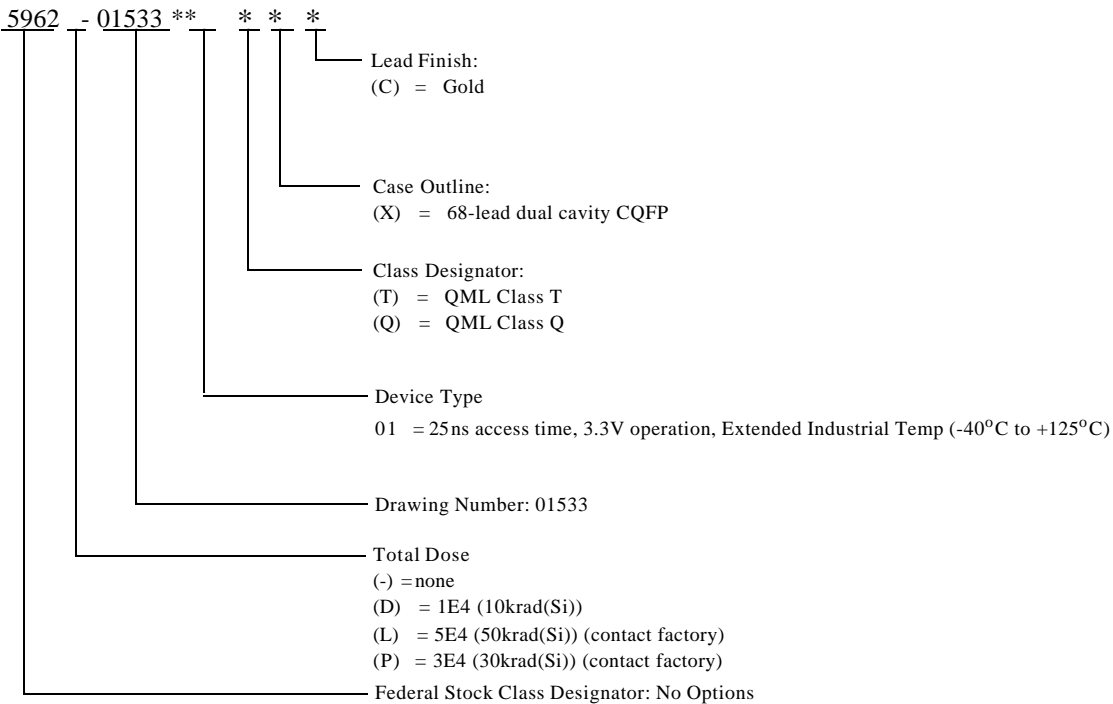 5962 - 01533 ** * * *
Lead Finish:
(C) = Gold
Case Outline:
(X) = 68-lead dual cavity CQFP
Class Designator:
(T) = QML Class T
(Q) = QML Class Q
Device Type
01 = 25ns access time, 3.3V operation, Extended Industrial Temp (-40°C to +125°C)
Drawing Number: 01533
Total Dose
(-) = none
(D) = 1E4 (10krad(Si))
(L) = 5E4 (50krad(Si)) (contact factory)
(P) = 3E4 (30krad(Si)) (contact factory)
Federal Stock Class Designator: No Options